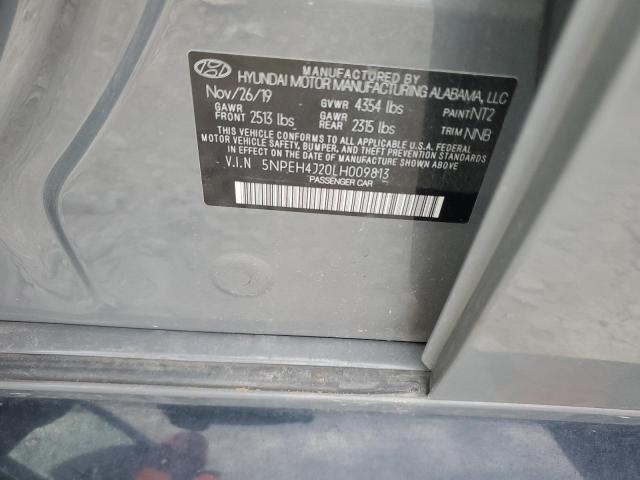 MANUFACTURED BY
HYUNDAI MOTOR MANUFACTURING ALABAMA, LLC
Nov/26/19 GVWR 4354 lbs PAINT NT2
GAWR FRONT 2513 lbs GAWR REAR 2315 lbs TRIM NNB
THIS VEHICLE CONFORMS TO ALL APPLICABLE U.S.A.
FEDERAL MOTOR VEHICLE SAFETY, BUMPER, AND THEFT PREVENTION
STANDARDS IN EFFECT ON THE DATE OF MANUFACTURE SHOWN ABOVE.
V.I.N 5NPEH4J20LH009813
PASSENGER CAR